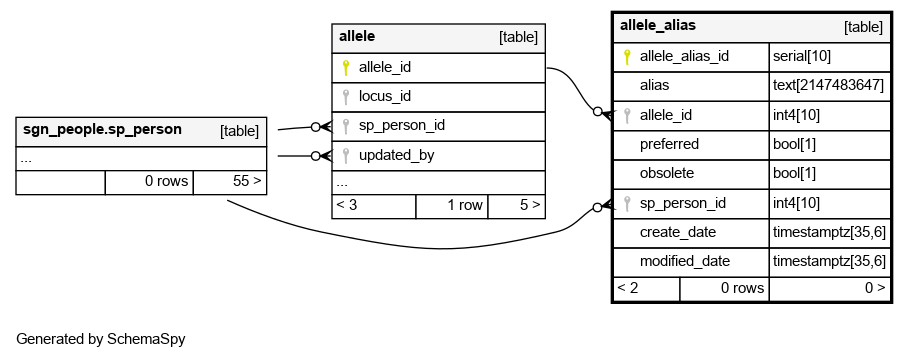 sgn_people.sp_person [table]
...
0 rows 55 >
allele [table]
allele_id
locus_id
sp_person_id
updated_by
...
< 3 1 row 5 >
allele_alias [table]
allele_alias_id serial[10]
alias text[2147483647]
allele_id int4[10]
preferred bool[1]
obsolete bool[1]
sp_person_id int4[10]
create_date timestamptz[35,6]
modified_date timestamptz[35,6]
< 2 0 rows 0 >
Generated by SchemaSpy